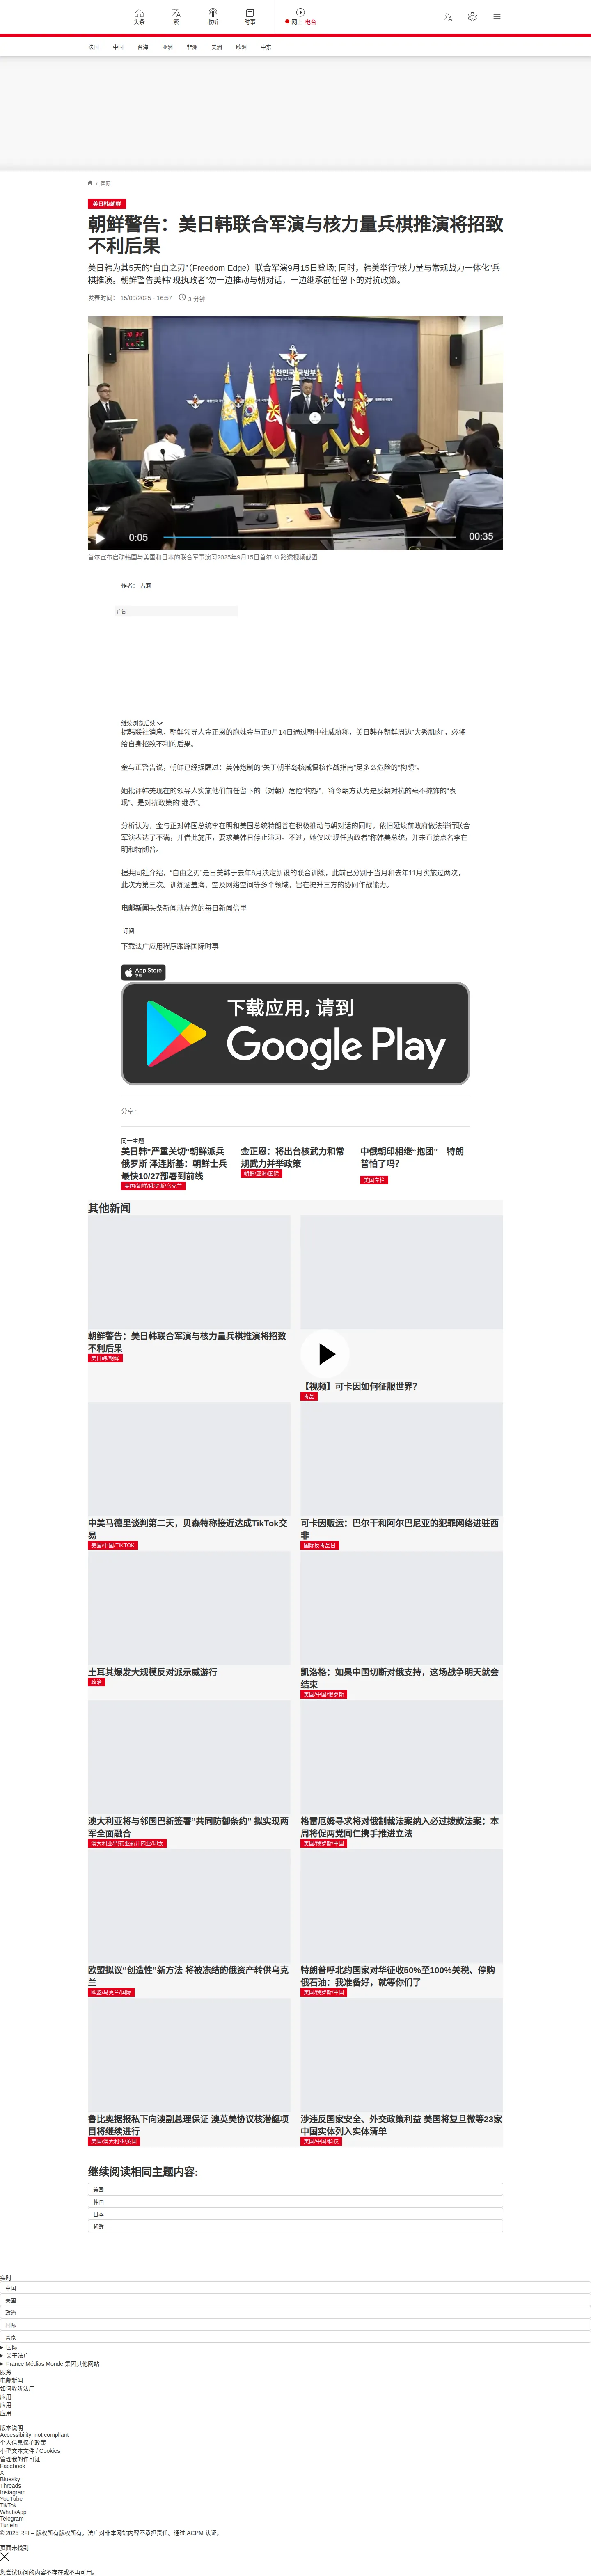 头条
繁
收听
时事
网上 电台
法国
中国
台海
亚洲
非洲
美洲
欧洲
中东
/ 国际
美日韩/朝鲜
朝鲜警告：美日韩联合军演与核力量兵棋推演将招致
不利后果
美日韩为其5天的“自由之刃”（Freedom Edge）联合军演9月15日登场; 同时，韩美举行“核力量与常规战力一体化”兵
棋推演。朝鲜警告美韩“现执政者”勿一边推动与朝对话，一边继承前任留下的对抗政策。
发表时间： 15/09/2025 - 16:57
3 分钟
대한민국 국방부
0:05
00:35
首尔宣布启动韩国与美国和日本的联合军事演习2025年9月15日首尔 © 路透视频截图
作者： 古莉
广告
继续浏览后续
据韩联社消息，朝鲜领导人金正恩的胞妹金与正9月14日通过朝中社威胁称，美日韩在朝鲜周边“大秀肌肉”，必将
给自身招致不利的后果。
金与正警告说，朝鲜已经提醒过：美韩炮制的“关于朝半岛核威慑核作战指南”是多么危险的“构想”。
她批评韩美现在的领导人实施他们前任留下的（对朝）危险“构想”，将令朝方认为是反朝对抗的毫不掩饰的“表
现”、是对抗政策的“继承”。
分析认为，金与正对韩国总统李在明和美国总统特朗普在积极推动与朝对话的同时，依旧延续前政府做法举行联合
军演表达了不满，并借此施压，要求美韩日停止演习。不过，她仅以“现任执政者”称韩美总统，并未直接点名李在
明和特朗普。
据共同社介绍，“自由之刃”是日美韩于去年6月决定新设的联合训练，此前已分别于当月和去年11月实施过两次，
此次为第三次。训练涵盖海、空及网络空间等多个领域，旨在提升三方的协同作战能力。
电邮新闻头条新闻就在您的每日新闻信里
订阅
下载法广应用程序跟踪国际时事
App Store
下载
下载应用，请到
Google Play
分享 :
同一主题
美日韩"严重关切"朝鲜派兵
俄罗斯 泽连斯基：朝鲜士兵
最快10/27部署到前线
美国/朝鲜/俄罗斯/乌克兰
金正恩：将出台核武力和常
规武力并举政策
朝鲜/亚洲/国际
中俄朝印相继“抱团” 特朗
普怕了吗？
美国专栏
其他新闻
朝鲜警告：美日韩联合军演与核力量兵棋推演将招致
不利后果
美日韩/朝鲜
【视频】可卡因如何征服世界？
毒品
中美马德里谈判第二天，贝森特称接近达成TikTok交
易
美国/中国/TIKTOK
可卡因贩运：巴尔干和阿尔巴尼亚的犯罪网络进驻西
非
国际反毒品日
土耳其爆发大规模反对派示威游行
政治
凯洛格：如果中国切断对俄支持，这场战争明天就会
结束
美国/中国/俄罗斯
澳大利亚将与邻国巴新签署“共同防御条约” 拟实现两
军全面融合
澳大利亚/巴布亚新几内亚/印太
格雷厄姆寻求将对俄制裁法案纳入必过拨款法案：本
周将促两党同仁携手推进立法
美国/俄罗斯/中国
欧盟拟议“创造性”新方法 将被冻结的俄资产转供乌克
兰
欧盟/乌克兰/国际
特朗普呼北约国家对华征收50%至100%关税、停购
俄石油：我准备好，就等你们了
美国/俄罗斯/中国
鲁比奥据报私下向澳副总理保证 澳英美协议核潜艇项
目将继续进行
美国/澳大利亚/英国
涉违反国家安全、外交政策利益 美国将复旦微等23家
中国实体列入实体清单
美国/中国/科技
继续阅读相同主题内容:
美国
韩国
日本
朝鲜
实时
中国
美国
政治
国际
普京
国际
关于法广
France Médias Monde 集团其他网站
服务
电邮新闻
如何收听法广
应用
应用
应用
版本说明
Accessibility: not compliant
个人信息保护政策
小型文本文件 / Cookies
管理我的许可证
Facebook
X
Bluesky
Threads
Instagram
YouTube
TikTok
WhatsApp
Telegram
TuneIn
© 2025 RFI – 版权所有版权所有。法广对非本网站内容不承担责任。通过 ACPM 认证。
页面未找到
您尝试访问的内容不存在或不再可用。